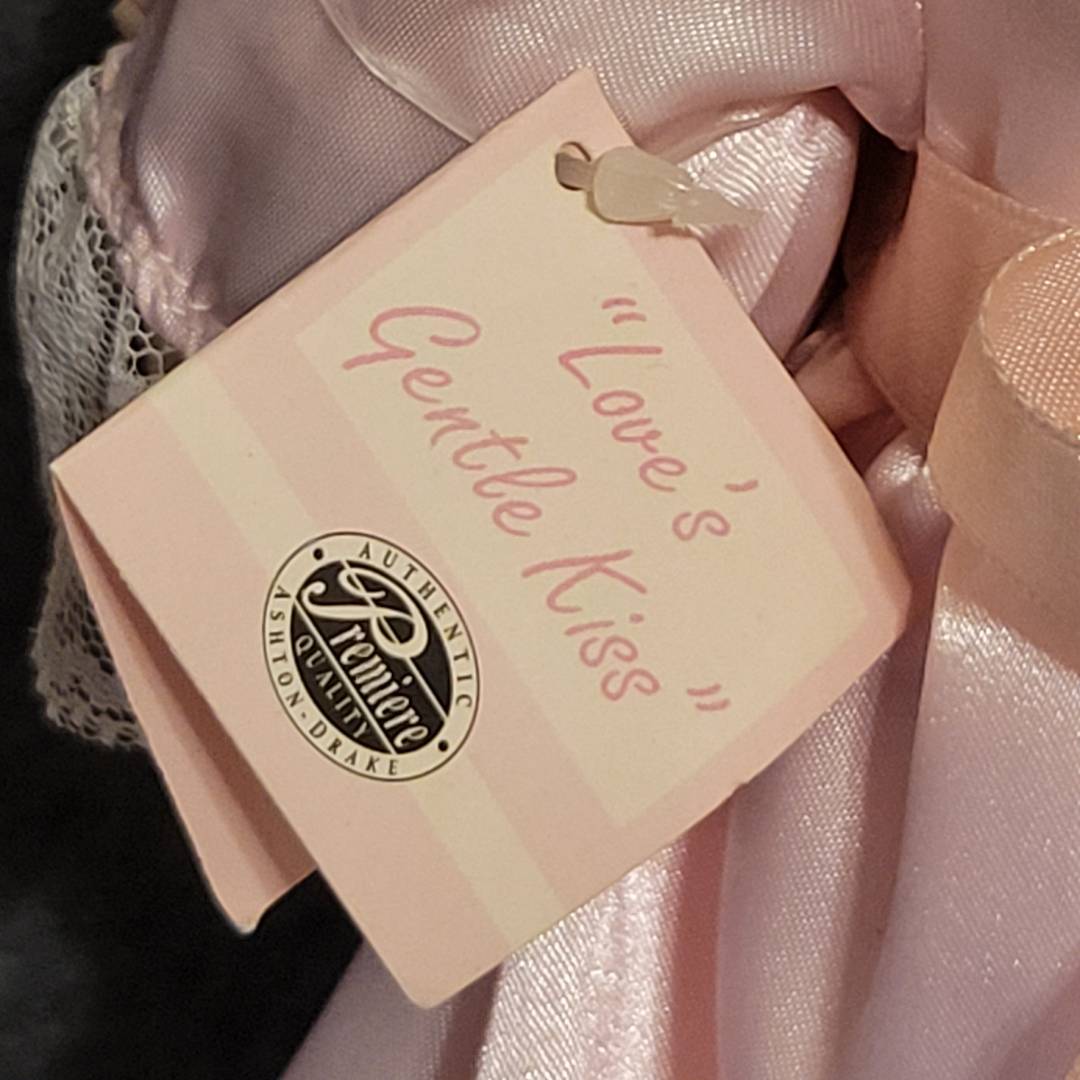 "Love's
Gentle Kiss"
AUTHENTIC
Premiere
QUALITY
ASHTON-DRAKE